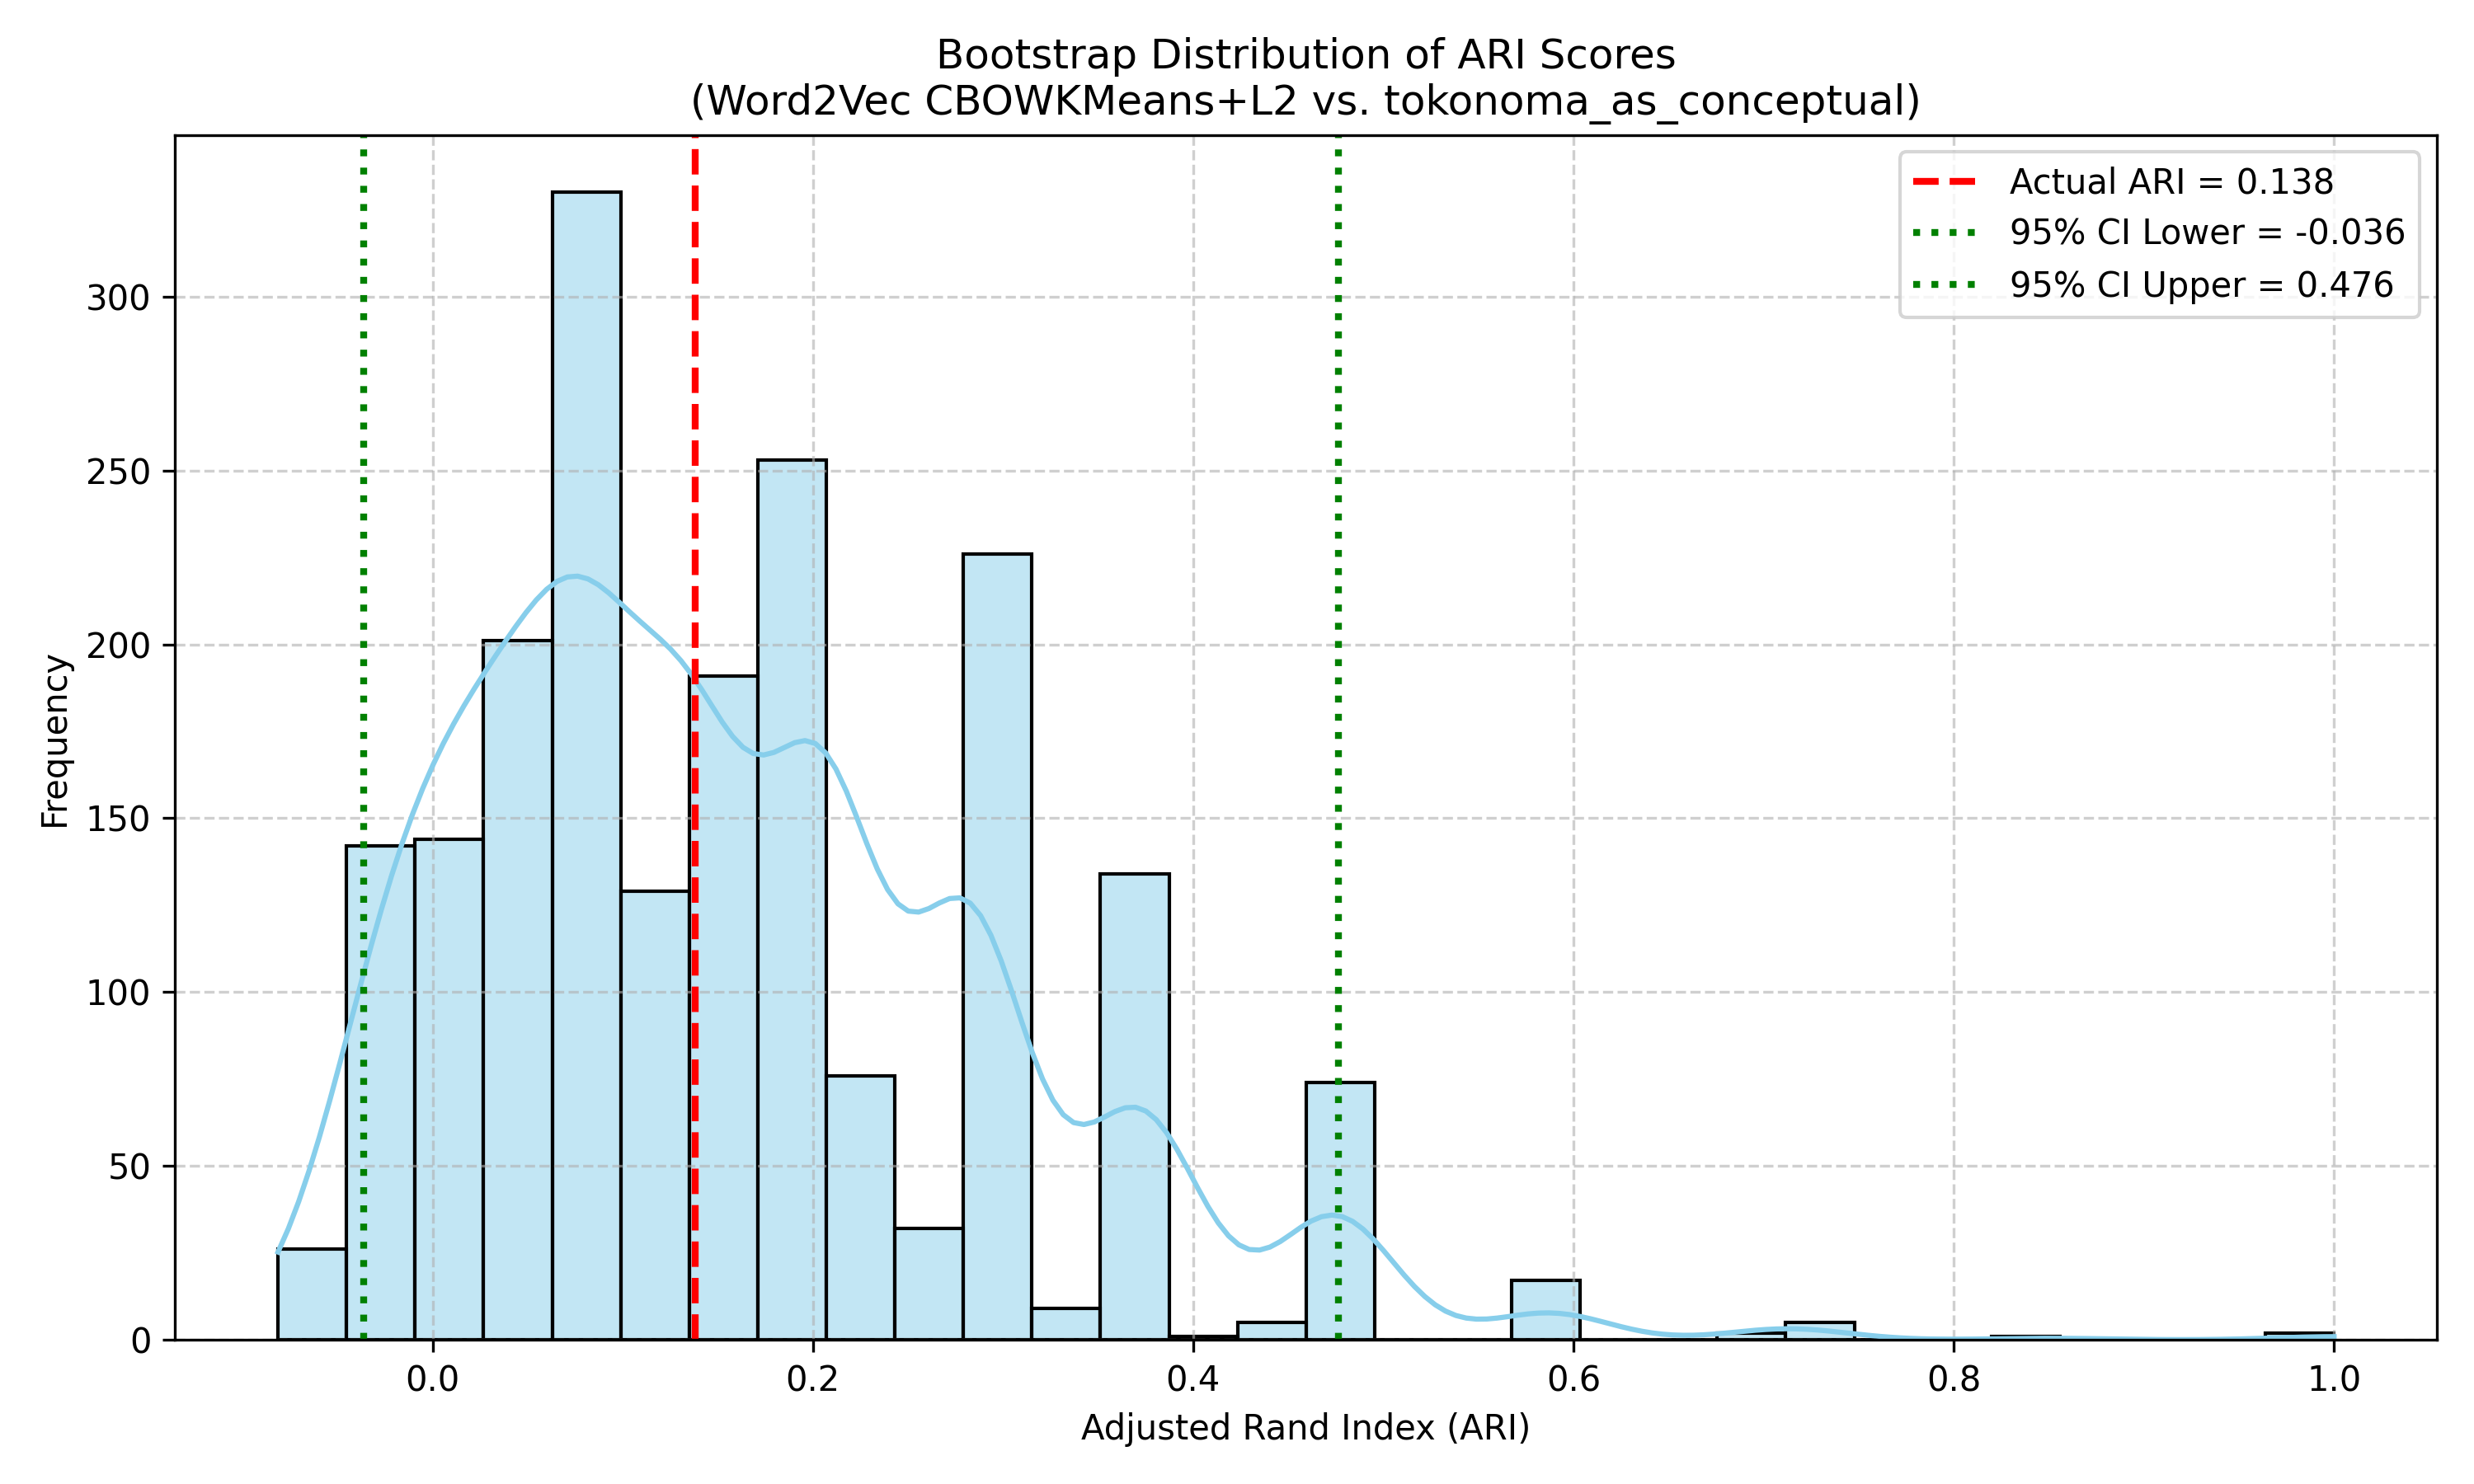 Bootstrap Distribution of ARI Scores
(Word2Vec CBOWKMeans+L2 vs. tokonoma_as_conceptual)
Actual ARI = 0.138
95% CI Lower = -0.036
95% CI Upper = 0.476
Frequency
300
250
200
150
100
50
0
0.0 0.2 0.4 0.6 0.8 1.0
Adjusted Rand Index (ARI)